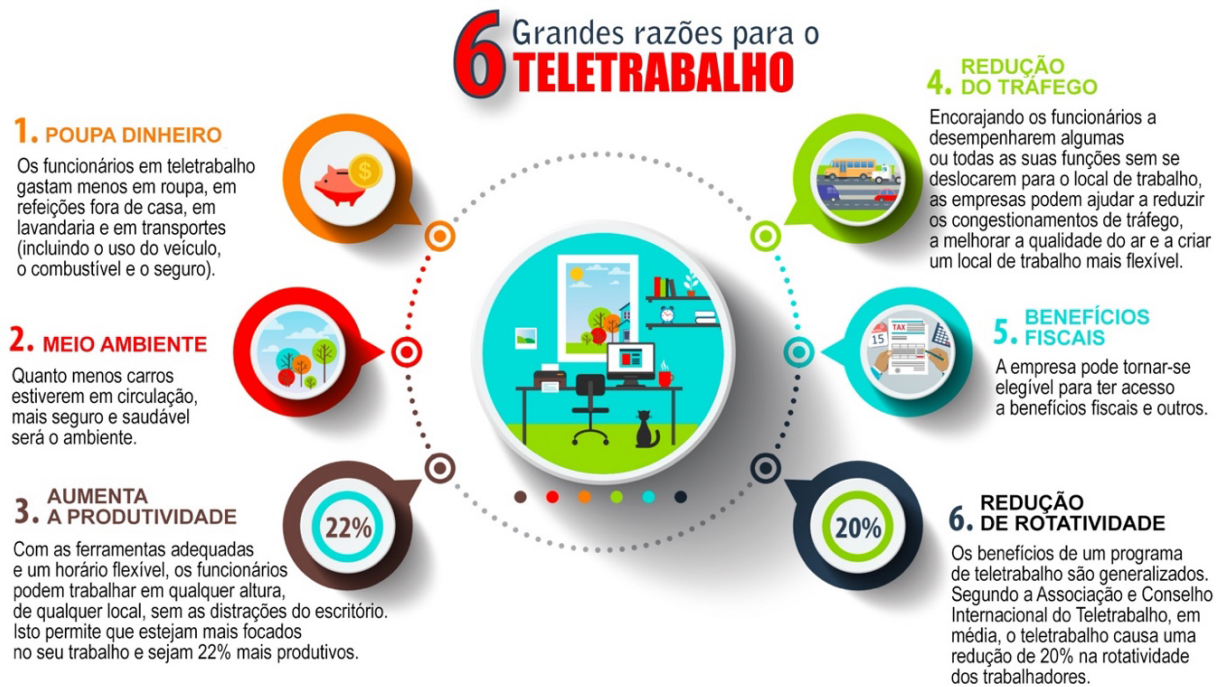 6 Grandes razões para o
TELETRABALHO
1. POUPA DINHEIRO
Os funcionários em teletrabalho
gastam menos em roupa, em
refeições fora de casa, em
lavandaria e em transportes
(incluindo o uso do veículo,
o combustível e o seguro).
2. MEIO AMBIENTE
Quanto menos carros
estiverem em circulação,
mais seguro e saudável
será o ambiente.
3. AUMENTA
A PRODUTIVIDADE
22%
Com as ferramentas adequadas
e um horário flexível, os funcionários
podem trabalhar em qualquer altura,
de qualquer local, sem as distrações do escritório.
Isto permite que estejam mais focados
no seu trabalho e sejam 22% mais produtivos.
4. REDUÇÃO
DO TRÁFEGO
Encorajando os funcionários a
desempenharem algumas
ou todas as suas funções sem se
deslocarem para o local de trabalho,
as empresas podem ajudar a reduzir
os congestionamentos de tráfego,
a melhorar a qualidade do ar e a criar
um local de trabalho mais flexível.
5. BENEFÍCIOS
FISCAIS
15
TAX
A empresa pode tornar-se
elegível para ter acesso
a benefícios fiscais e outros.
6. REDUÇÃO
DE ROTATIVIDADE
20%
Os benefícios de um programa
de teletrabalho são generalizados.
Segundo a Associação e Conselho
Internacional do Teletrabalho, em
média, o teletrabalho causa uma
redução de 20% na rotatividade
dos trabalhadores.